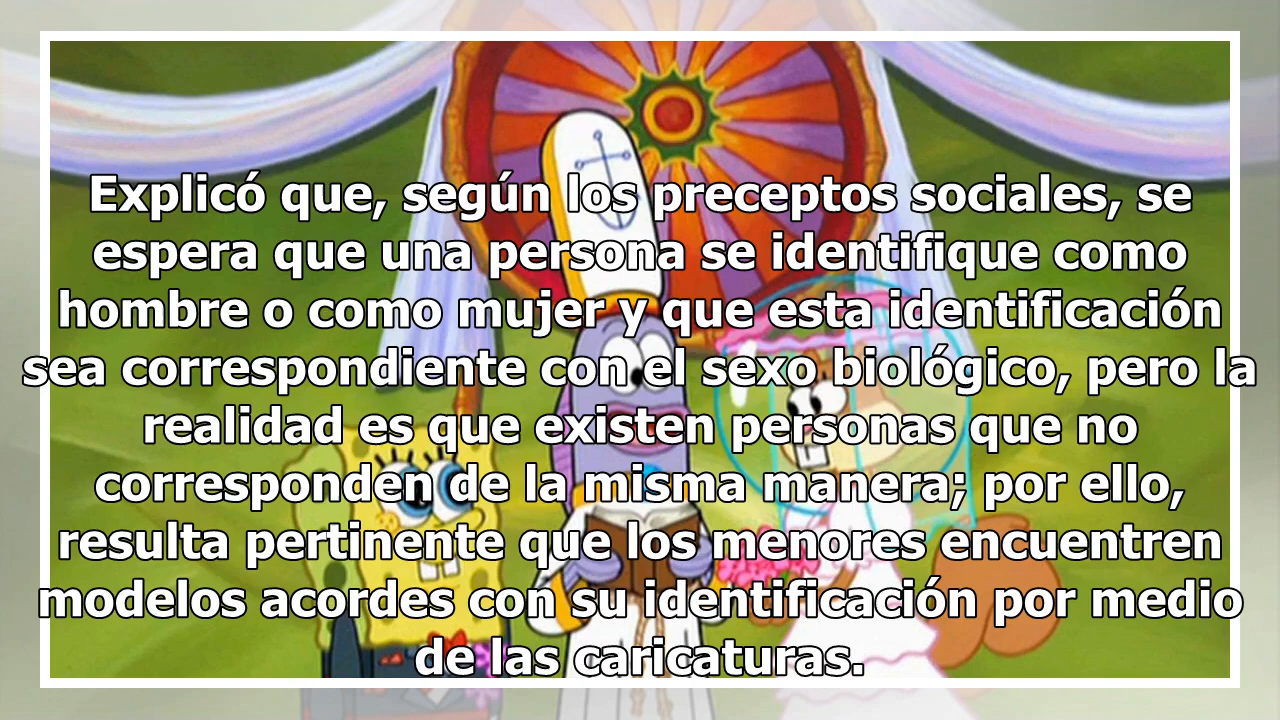 Explicó que, según los preceptos sociales, se
espera que una persona se identifique como
hombre o como mujer y que esta identificación
sea correspondiente con el sexo biológico, pero la
realidad es que existen personas que no
corresponden de la misma manera; por ello,
resulta pertinente que los menores encuentren
modelos acordes con su identificación por medio
de las caricaturas.